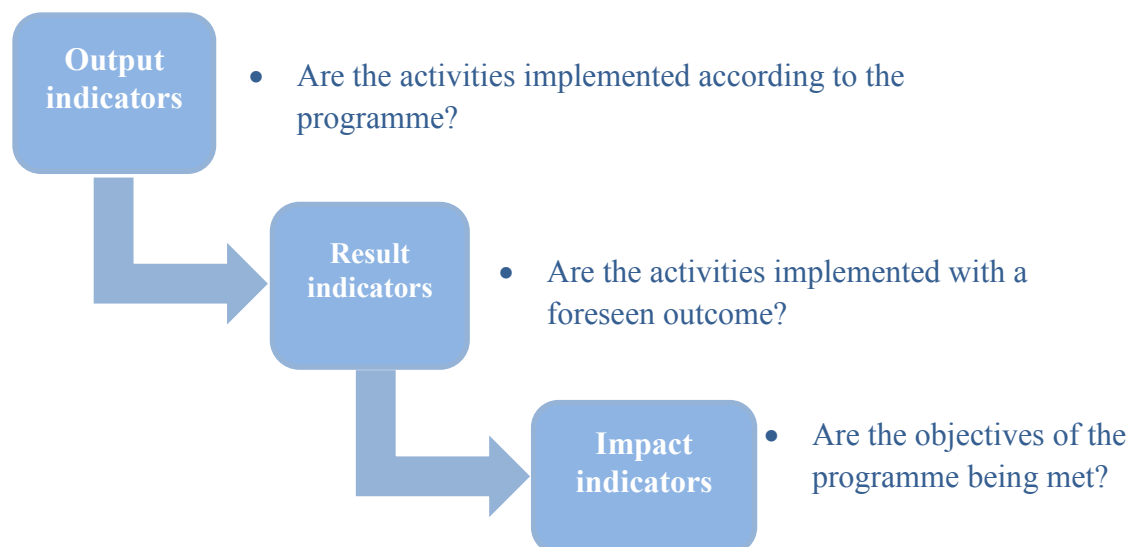 Output
indicators
• Are the activities implemented according to the
programme?
Result
indicators
• Are the activities implemented with a
foreseen outcome?
Impact
indicators
• Are the objectives of the
programme being met?